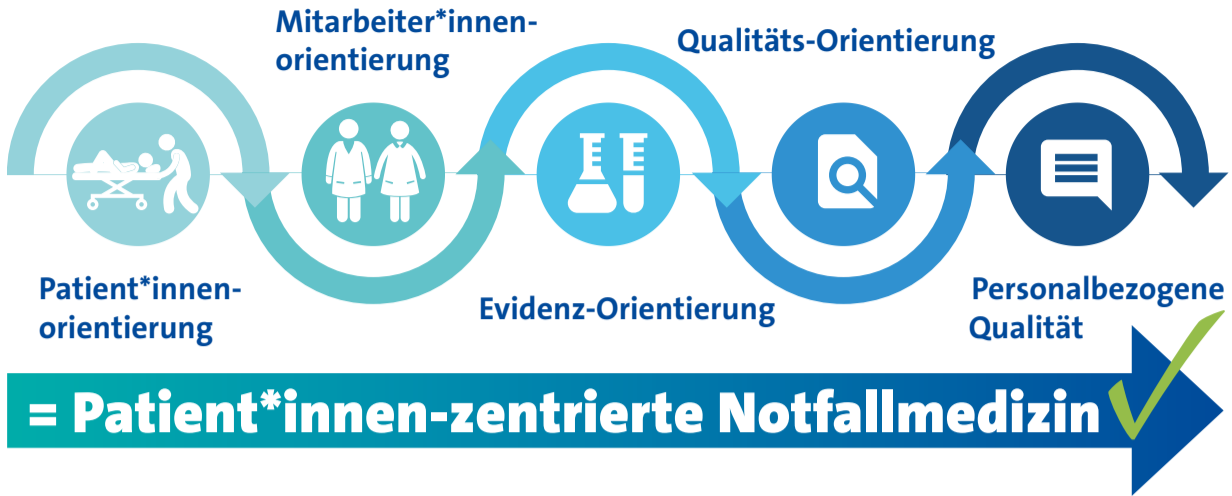 Mitarbeiter*innen-
orientierung
Qualitäts-Orientierung
Patient*innen-
orientierung
Evidenz-Orientierung
Personalbezogene
Qualität
= Patient*innen-zentrierte Notfallmedizin